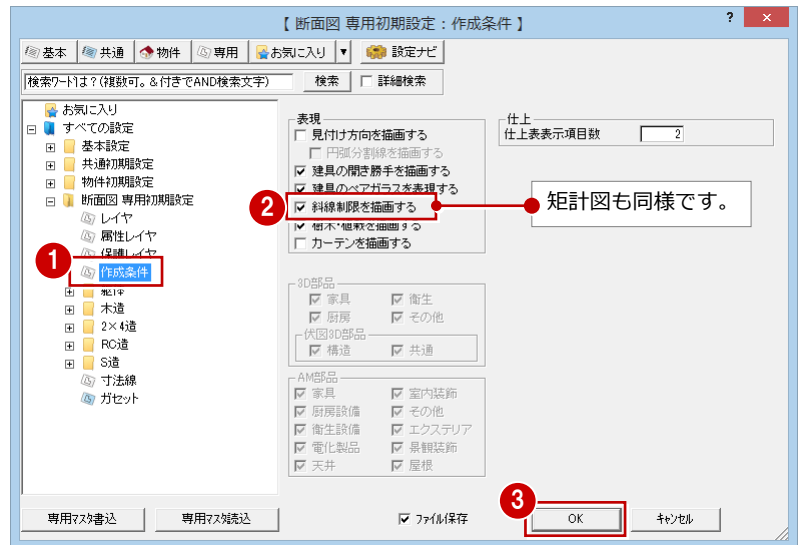 【 断面図 専用初期設定：作成条件 】
? ×
基本 共通 物件 専用 お気に入り ▼ 設定ナビ
検索ワードは？(複数可。＆付きでAND検索文字) 検索 詳細検索
お気に入り
すべての設定
基本設定
共通初期設定
物件初期設定
断面図 専用初期設定
レイヤ
属性レイヤ
保護レイヤ
1
作成条件
躯体
木造
2×4造
RC造
S造
寸法線
ガセット
表現
見付け方向を描画する
円弧分割線を描画する
建具の開き勝手を描画する
建具のペアガラスを表現する
2
斜線制限を描画する
樹木・植栽を描画する
カーテンを描画する
仕上
仕上表表示項目数 2
矩計図も同様です。
3D部品
家具 衛生
厨房 その他
伏図3D部品
構造 共通
AM部品
家具 室内装飾
厨房設備 その他
衛生設備 エクステリア
電化製品 景観装飾
天井 屋根
専用マスタ書込 専用マスタ読込 ファイル保存
3
OK キャンセル